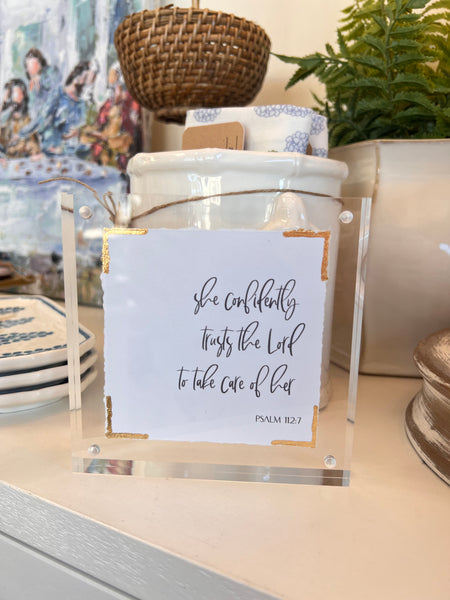 she confidently
trusts the Lord
to take care of her
PSALM 112:7